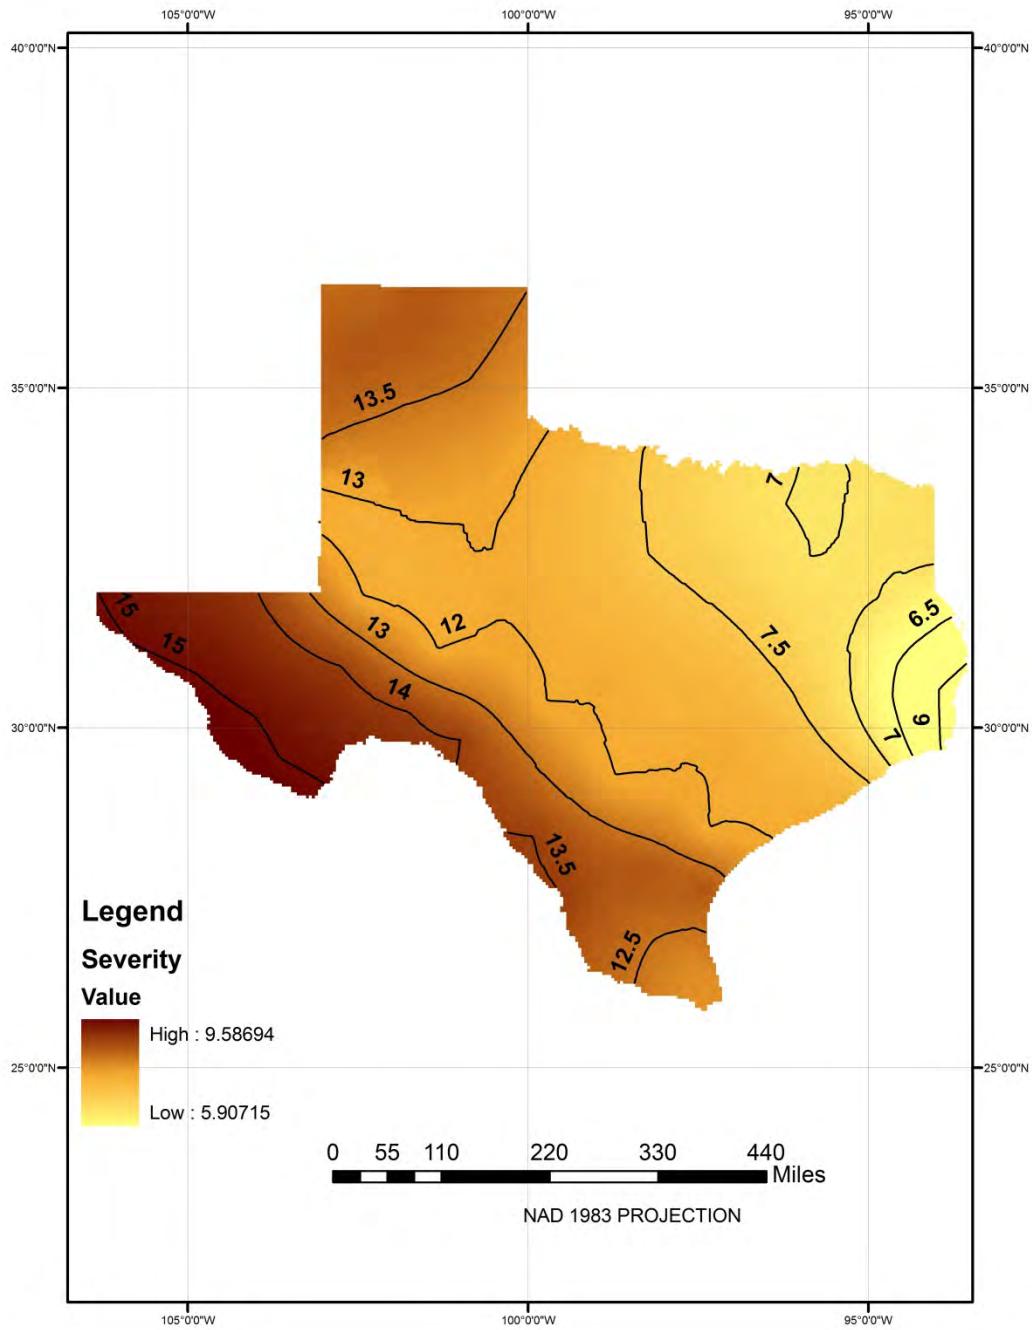 105°0'0"W 100°0'0"W 95°0'0"W
40°0'0"N 40°0'0"N
35°0'0"N 35°0'0"N
13.5
13
7
15
15
13
12
14
7.5
6.5
30°0'0"N 30°0'0"N
7
6
13.5
12.5
Legend
Severity
Value
High : 9.58694
Low : 5.90715
25°0'0"N 25°0'0"N
0 55 110 220 330 440
Miles
NAD 1983 PROJECTION
105°0'0"W 100°0'0"W 95°0'0"W